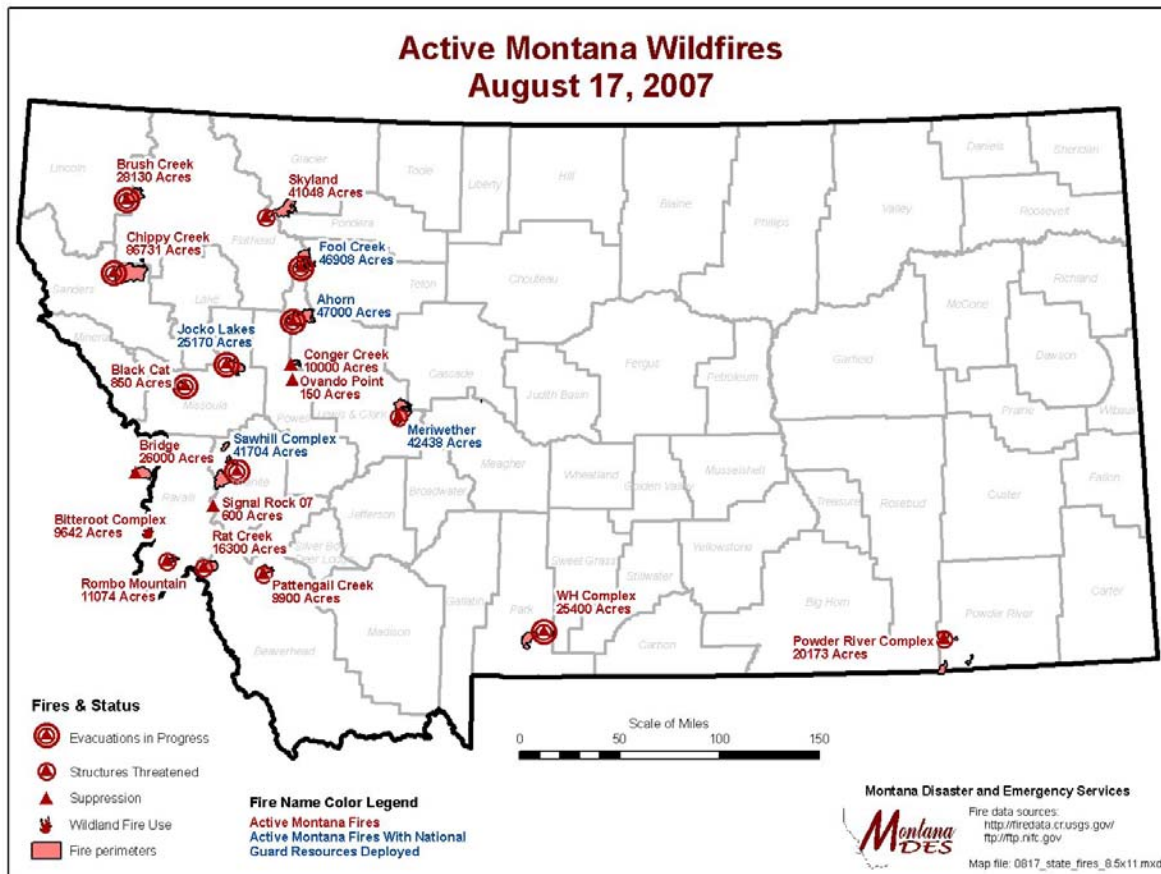 Active Montana Wildfires
August 17, 2007
Lincoln
Glacier
Toole
Liberty
Hill
Blaine
Phillips
Valley
Daniels
Sheridan
Roosevelt
Brush Creek
28130 Acres
Skyland
41048 Acres
Pondera
Flathead
Chippy Creek
86731 Acres
Fool Creek
46908 Acres
Teton
Chouteau
Richland
McCone
Sanders
Lake
Ahorn
47000 Acres
Mineral
Jocko Lakes
25170 Acres
Conger Creek
10000 Acres
Ovando Point
150 Acres
Black Cat
850 Acres
Missoula
Powell
Lewis & Clark
Cascade
Judith Basin
Fergus
Petroleum
Garfield
Dawson
Prairie
Wibaux
Meriwether
42438 Acres
Sawhill Complex
41704 Acres
Granite
Bridge
26000 Acres
Ravalli
Meagher
Wheatland
Golden Valley
Musselshell
Broadwater
Jefferson
Treasure
Rosebud
Custer
Fallon
Signal Rock 07
600 Acres
Bitteroot Complex
9642 Acres
Rat Creek
16300 Acres
Silver Bow
Deer Lodge
Rombo Mountain
11074 Acres
Pattengail Creek
9900 Acres
Sweet Grass
Stillwater
Yellowstone
Big Horn
Gallatin
Park
Madison
Beaverhead
WH Complex
25400 Acres
Carbon
Powder River
Carter
Powder River Complex
20173 Acres
Fires & Status
Evacuations in Progress
Structures Threatened
Suppression
Wildland Fire Use
Fire perimeters
Fire Name Color Legend
Active Montana Fires
Active Montana Fires With National
Guard Resources Deployed
Scale of Miles
0 50 100 150
Montana Disaster and Emergency Services
Montana
DES
Fire data sources:
http://firedata.cr.usgs.gov/
ftp://ftp.nifc.gov
Map file: 0817_state_fires_8.5x11.mxd